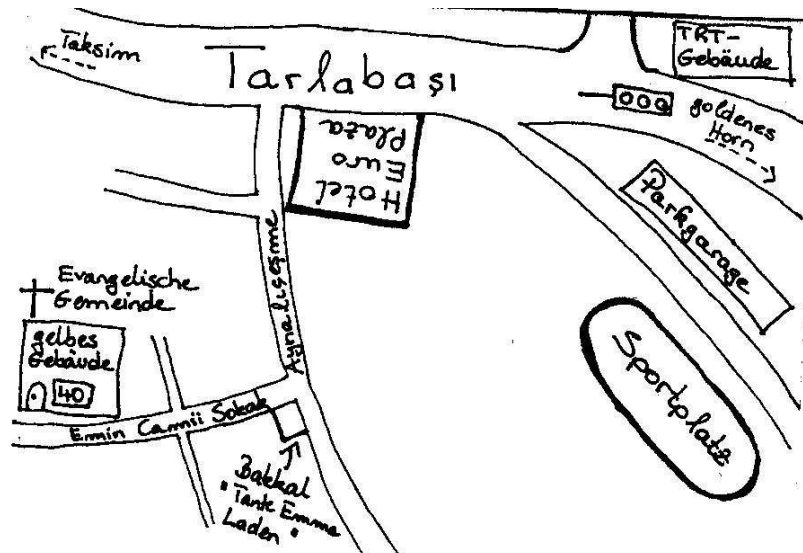 Taksim
Tarlabaşı
TRT-
Gebäude
goldenes
Horn
Hotel
Euro
Plaza
Parkgarage
Aynalıçeşme
Evangelische
Gemeinde
gelbes
Gebäude
40
Sportplatz
Emin Camii Sokak
Bakkal
"Tante Emma
Laden"